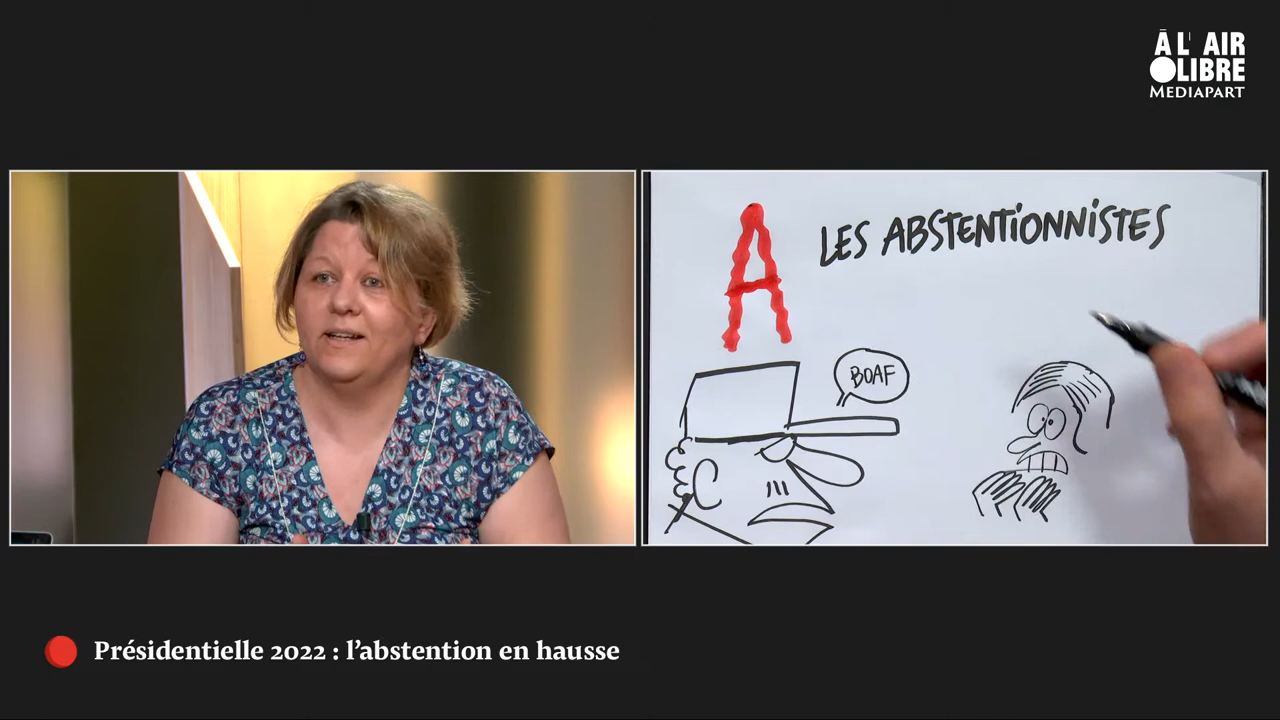 À L' AIR
LIBRE
MEDIAPART
A
LES ABSTENTIONNISTES
BOAF
Présidentielle 2022 : l'abstention en hausse